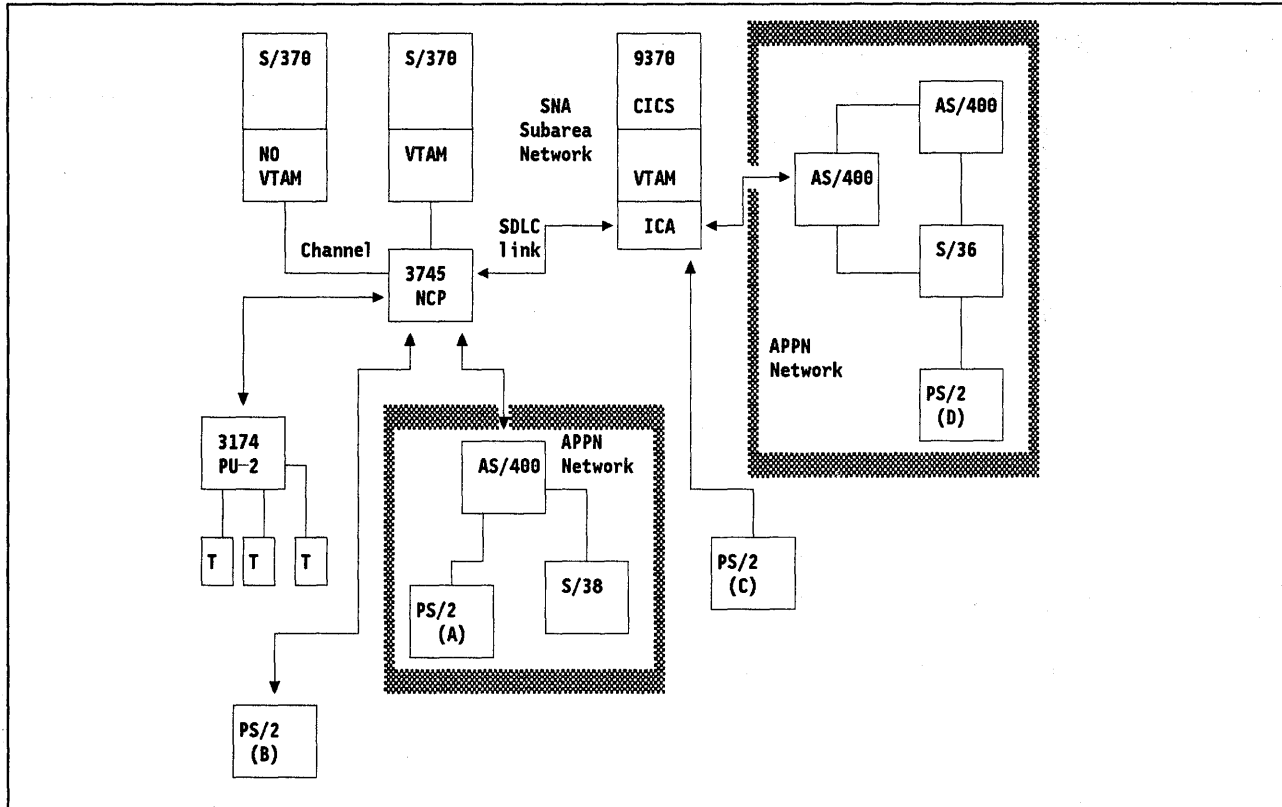 S/370
NO
VTAM
S/370
VTAM
SNA
Subarea
Network
9370
CICS
VTAM
ICA
Channel
SDLC
link
3745
NCP
3174
PU-2
T
T
T
PS/2
(B)
APPN
Network
AS/400
PS/2
(A)
S/38
PS/2
(C)
AS/400
AS/400
S/36
APPN
Network
PS/2
(D)